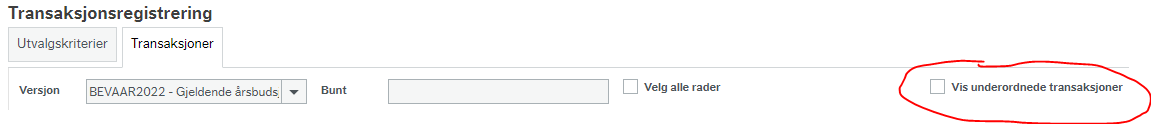 Transaksjonsregistrering
Utvalgskriterier Transaksjoner
Versjon BEVAAR2022 - Gjeldende årsbuds Bunt Velg alle rader Vis underordnede transaksjoner